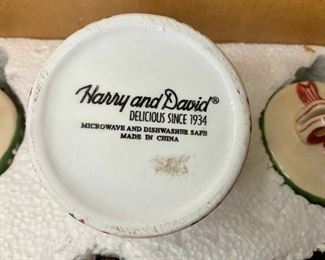 Harry and David®
DELICIOUS SINCE 1934
MICROWAVE AND DISHWASHER SAFE
MADE IN CHINA